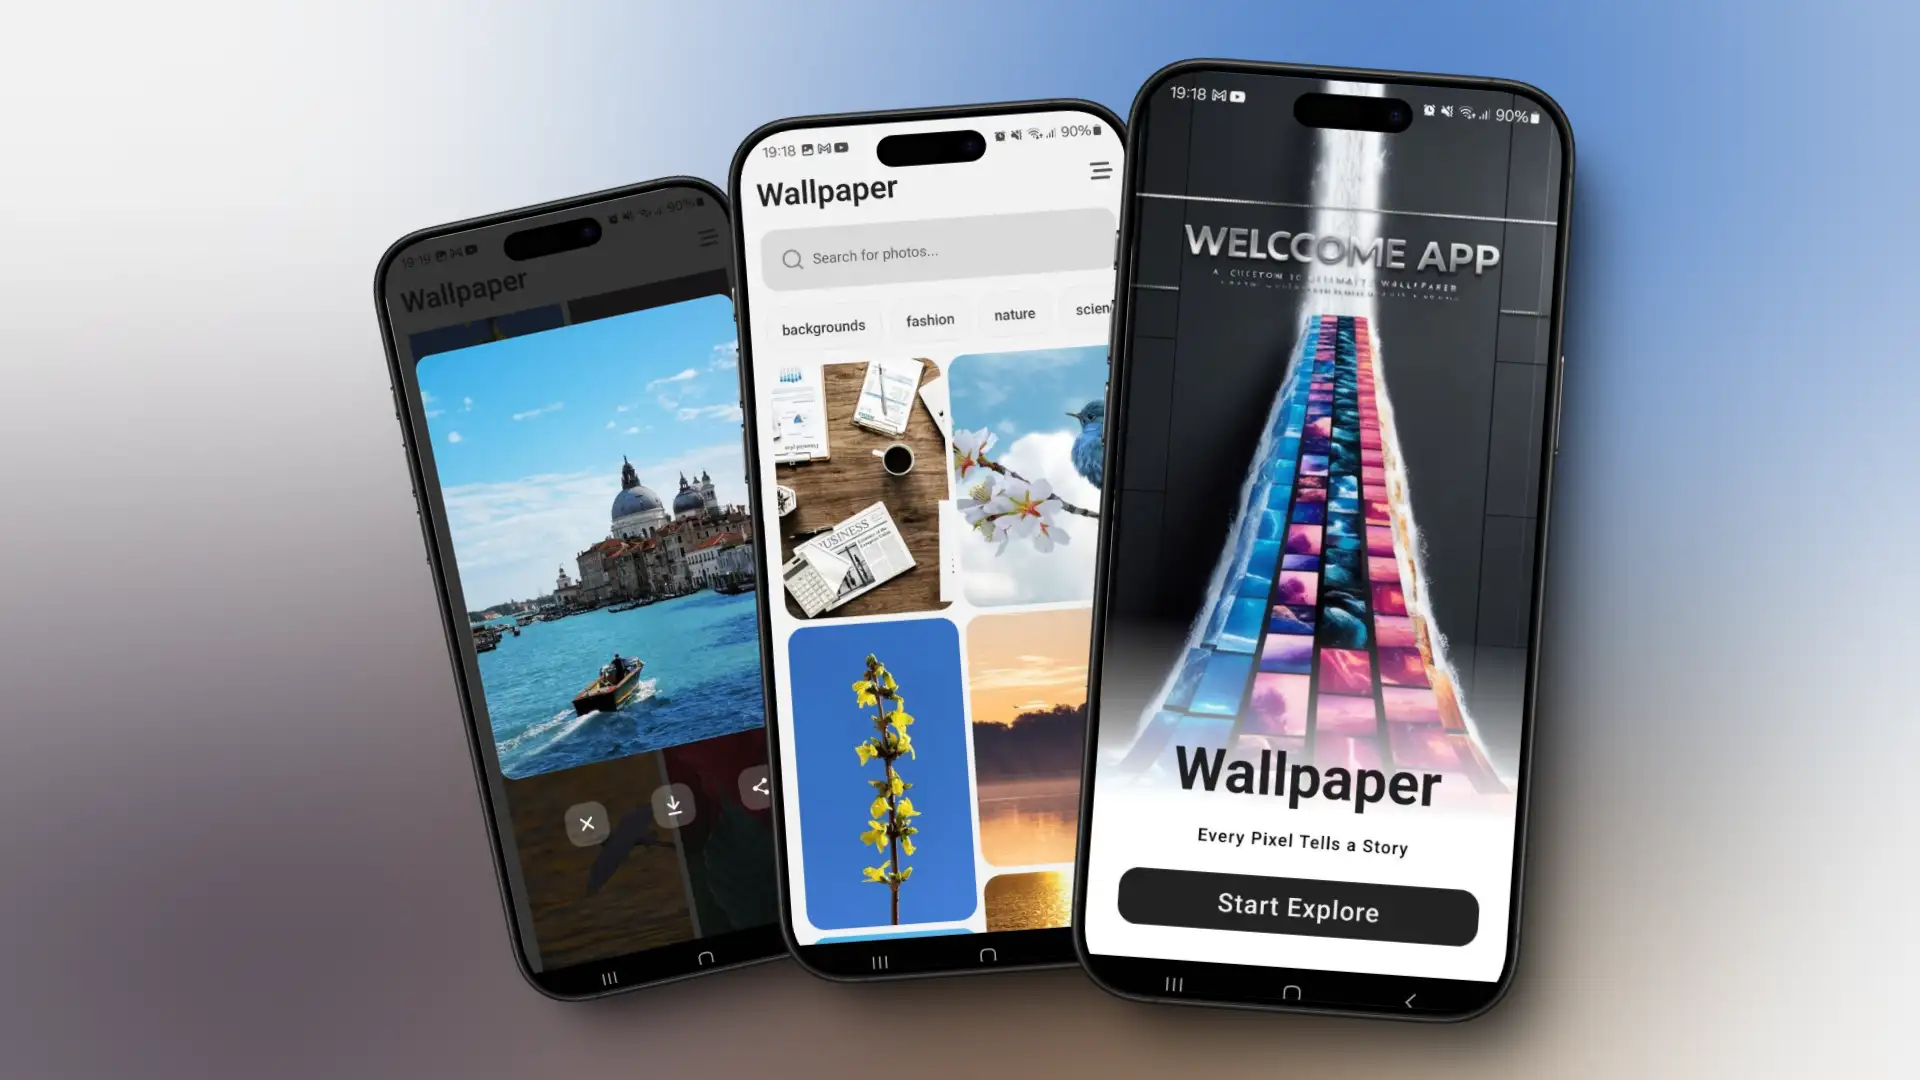 19:19
90%
Wallpaper
19:18
90%
Wallpaper
Search for photos...
backgrounds
fashion
nature
scien
BUSINESS
19:18
90%
WELCCOME APP
WALLPAPER
Wallpaper
Every Pixel Tells a Story
Start Explore